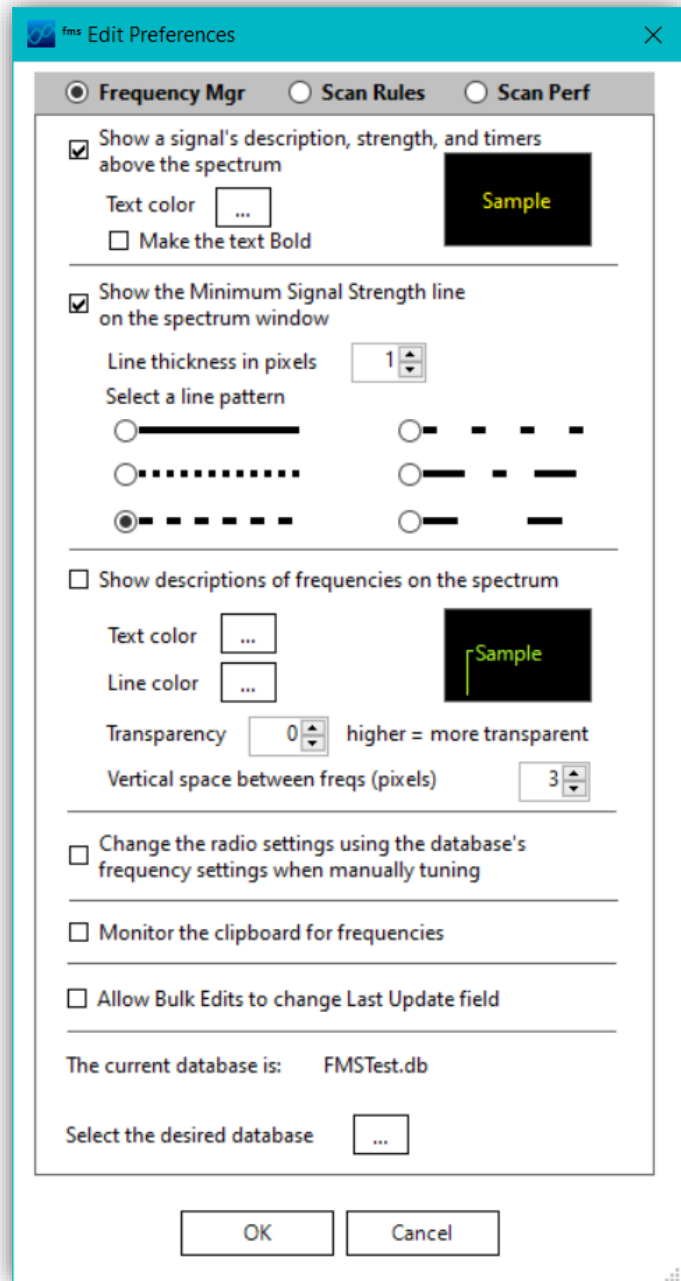 fms Edit Preferences
Frequency Mgr Scan Rules Scan Perf
Show a signal's description, strength, and timers
above the spectrum
Sample
Text color ...
Make the text Bold
Show the Minimum Signal Strength line
on the spectrum window
Line thickness in pixels 1
Select a line pattern
Show descriptions of frequencies on the spectrum
Text color ...
Sample
Line color ...
Transparency 0 higher = more transparent
Vertical space between freqs (pixels) 3
Change the radio settings using the database's
frequency settings when manually tuning
Monitor the clipboard for frequencies
Allow Bulk Edits to change Last Update field
The current database is: FMSTest.db
Select the desired database ...
OK Cancel